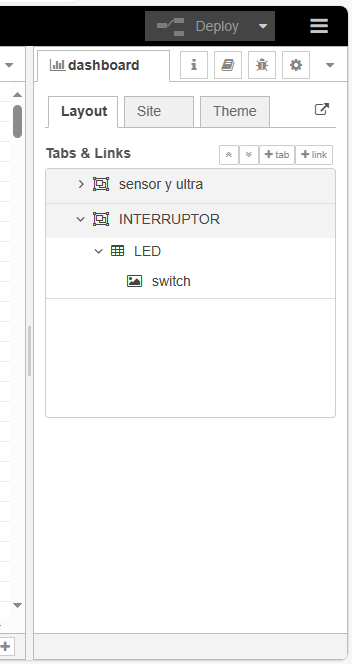 Deploy
dashboard
Layout
Site
Theme
Tabs & Links
+ tab
+ link
sensor y ultra
INTERRUPTOR
LED
switch